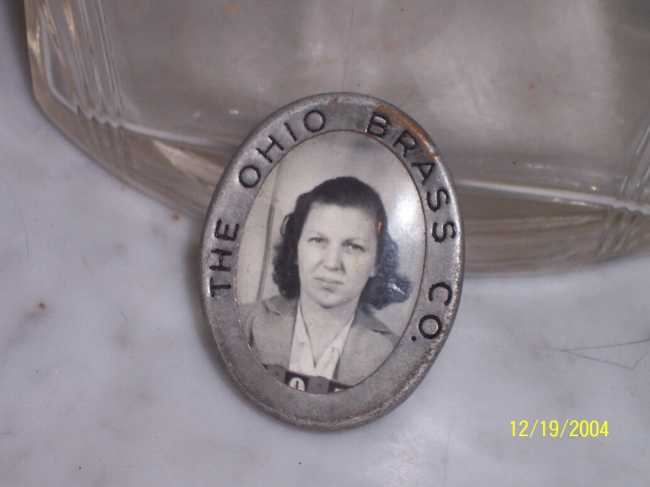 THE OHIO BRASS CO.
12/19/2004